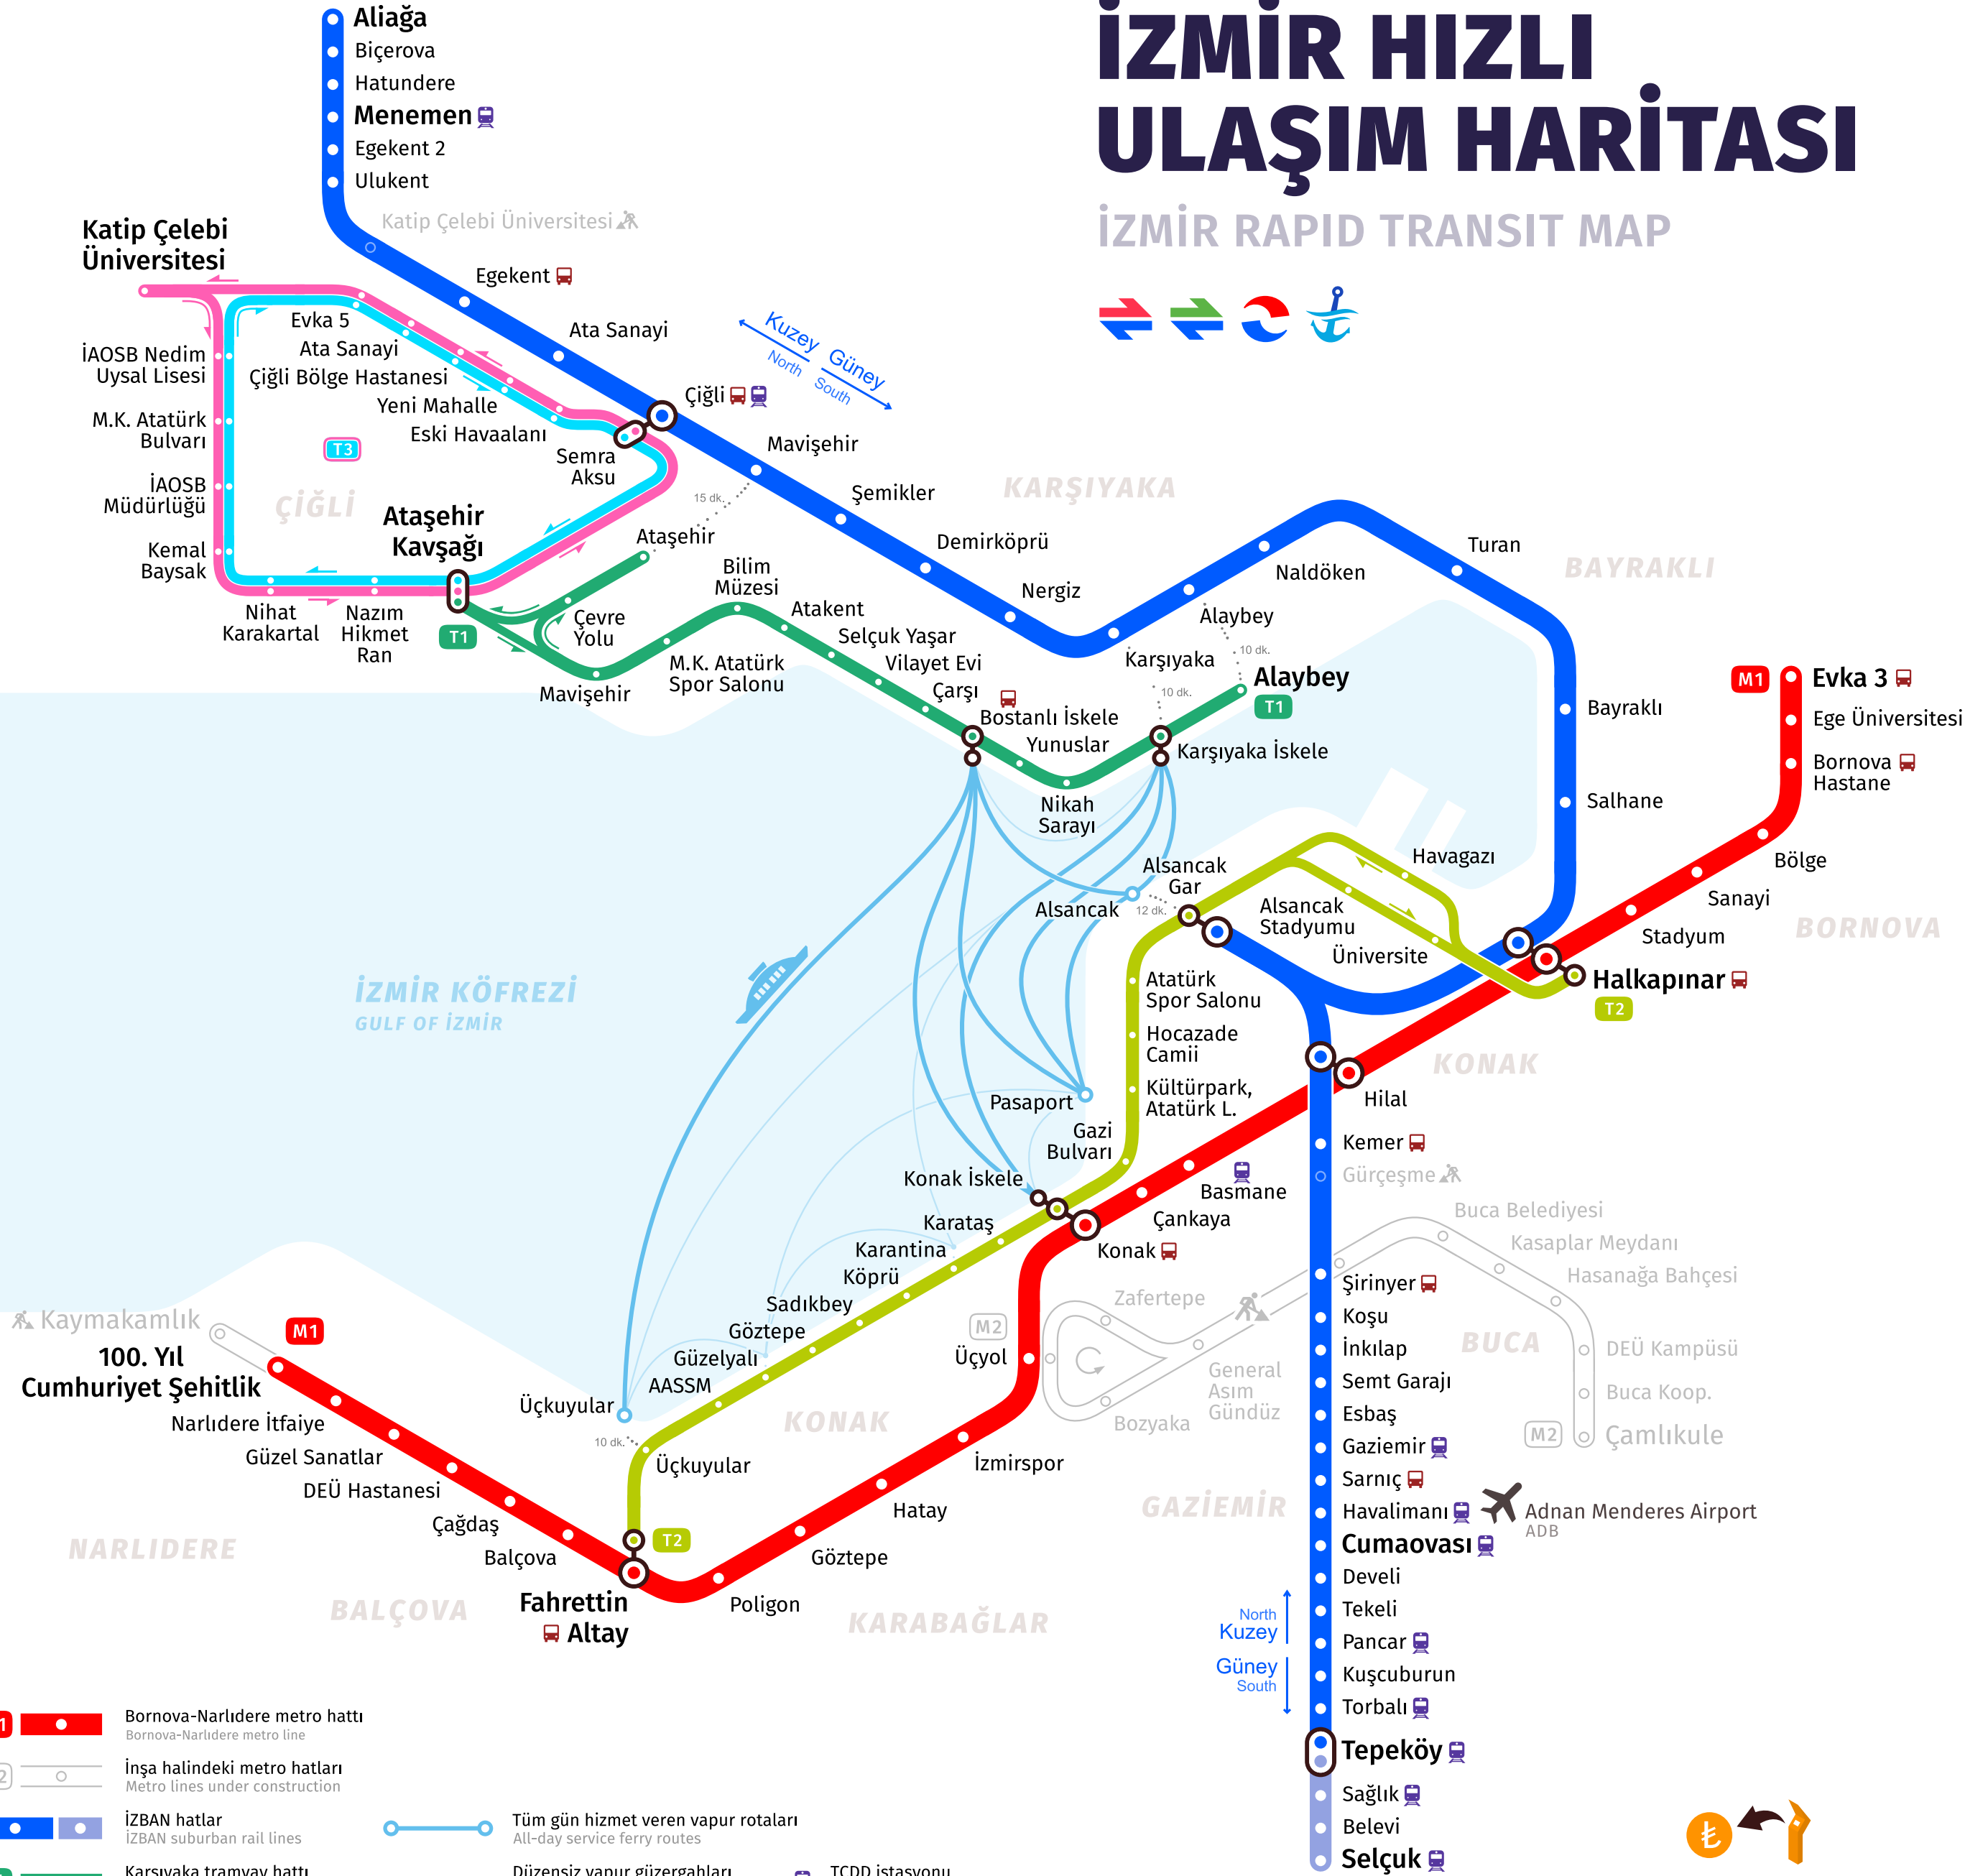 İZMİR HIZLI
ULAŞIM HARİTASI
İZMİR RAPID TRANSIT MAP
Aliağa
Biçerova
Hatundere
Menemen
Egekent 2
Ulukent
Katip Çelebi Üniversitesi
Egekent
Ata Sanayi
Çiğli
Kuzey
North
Güney
South
Mavişehir
Şemikler
Demirköprü
Nergiz
Karşıyaka
Alaybey
Naldöken
Turan
Bayraklı
Salhane
KARŞIYAKA
BAYRAKLI
Katip Çelebi
Üniversitesi
Evka 5
Ata Sanayi
Çiğli Bölge Hastanesi
Yeni Mahalle
Eski Havaalanı
Semra
Aksu
İAOSB Nedim
Uysal Lisesi
M.K. Atatürk
Bulvarı
İAOSB
Müdürlüğü
Kemal
Baysak
T3
ÇİĞLİ
Ataşehir
Kavşağı
Nihat
Karakartal
Nazım
Hikmet
Ran
T1
15 dk.
Ataşehir
Çevre
Yolu
Mavişehir
Bilim
Müzesi
M.K. Atatürk
Spor Salonu
Atakent
Selçuk Yaşar
Vilayet Evi
Çarşı
Bostanlı İskele
Yunuslar
Nikah
Sarayı
Karşıyaka İskele
10 dk.
10 dk.
Alaybey
T1
M1
Evka 3
Ege Üniversitesi
Bornova
Hastane
Bölge
Sanayi
Stadyum
BORNOVA
Halkapınar
T2
Havagazı
Alsancak
Gar
Alsancak
12 dk.
Alsancak
Stadyumu
Üniversite
Atatürk
Spor Salonu
Hocazade
Camii
Kültürpark,
Atatürk L.
Gazi
Bulvarı
Pasaport
Konak İskele
İZMİR KÖFREZİ
GULF OF İZMİR
KONAK
Hilal
Basmane
Çankaya
Konak
Kemer
Gürçeşme
Karataş
Karantina
Köprü
Sadıkbey
Göztepe
Güzelyalı
AASSM
Üçkuyular
10 dk.
Üçkuyular
T2
Fahrettin
Altay
KONAK
Üçyol
İzmirspor
Hatay
Göztepe
Poligon
Balçova
Çağdaş
DEÜ Hastanesi
Güzel Sanatlar
Narlıdere İtfaiye
100. Yıl
Cumhuriyet Şehitlik
Kaymakamlık
M1
NARLIDERE
BALÇOVA
KARABAĞLAR
GAZİEMİR
BUCA
M2
Zafertepe
Bozyaka
General
Asım
Gündüz
Buca Belediyesi
Kasaplar Meydanı
Hasanağa Bahçesi
DEÜ Kampüsü
Buca Koop.
M2
Çamlıkule
Şirinyer
Koşu
İnkılap
Semt Garajı
Esbaş
Gaziemir
Sarnıç
Havalimanı
Adnan Menderes Airport
ADB
Cumaovası
Develi
Tekeli
Pancar
Kuşcuburun
Torbalı
Tepeköy
Sağlık
Belevi
Selçuk
North
Kuzey
Güney
South
1
Bornova-Narlıdere metro hattı
Bornova-Narlıdere metro line
2
İnşa halindeki metro hatları
Metro lines under construction
İZBAN hatlar
İZBAN suburban rail lines
Tüm gün hizmet veren vapur rotaları
All-day service ferry routes
Karşıyaka tramvay hattı
Düzensiz vapur güzergahları
TCDD istasyonu
₺